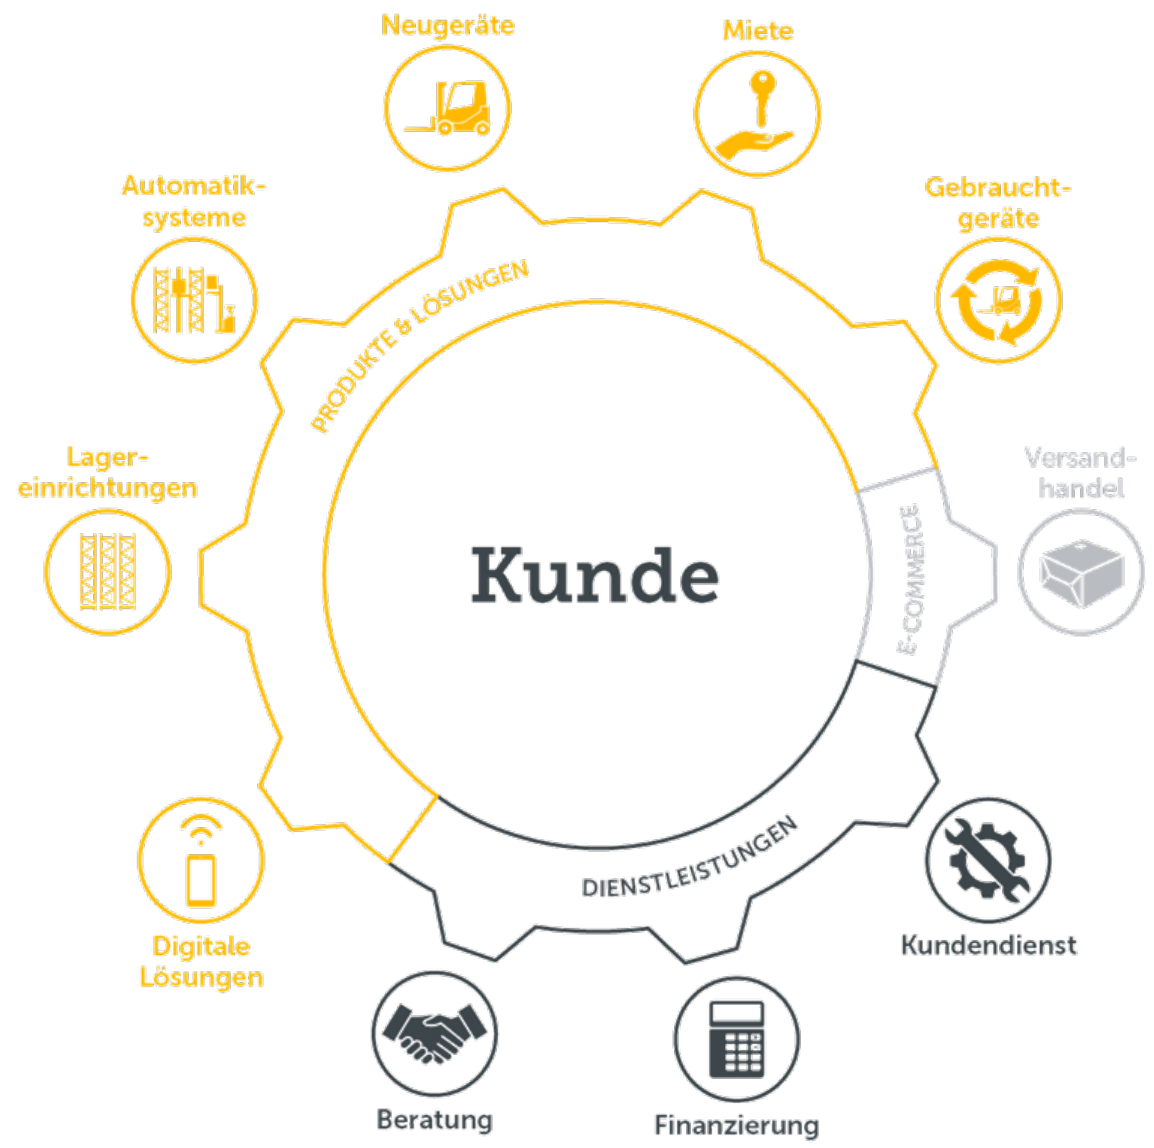 Neugeräte
Miete
Automatik-
systeme
Gebraucht-
geräte
PRODUKTE & LÖSUNGEN
Lager-
einrichtungen
Versand-
handel
E-COMMERCE
Kunde
DIENSTLEISTUNGEN
Digitale
Lösungen
Kundendienst
Beratung
Finanzierung